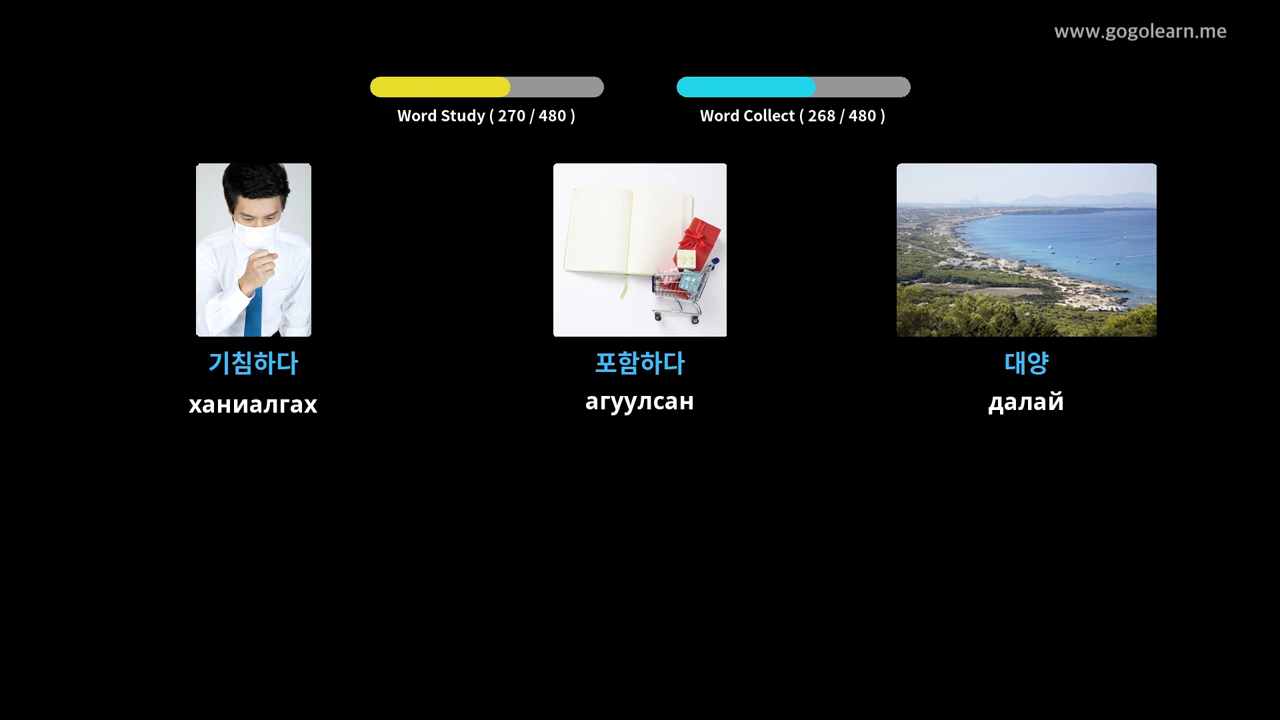 www.gogolearn.me
Word Study ( 270 / 480 )
Word Collect ( 268 / 480 )
기침하다
포함하다
대양
ханиалгах
агуулсан
далай